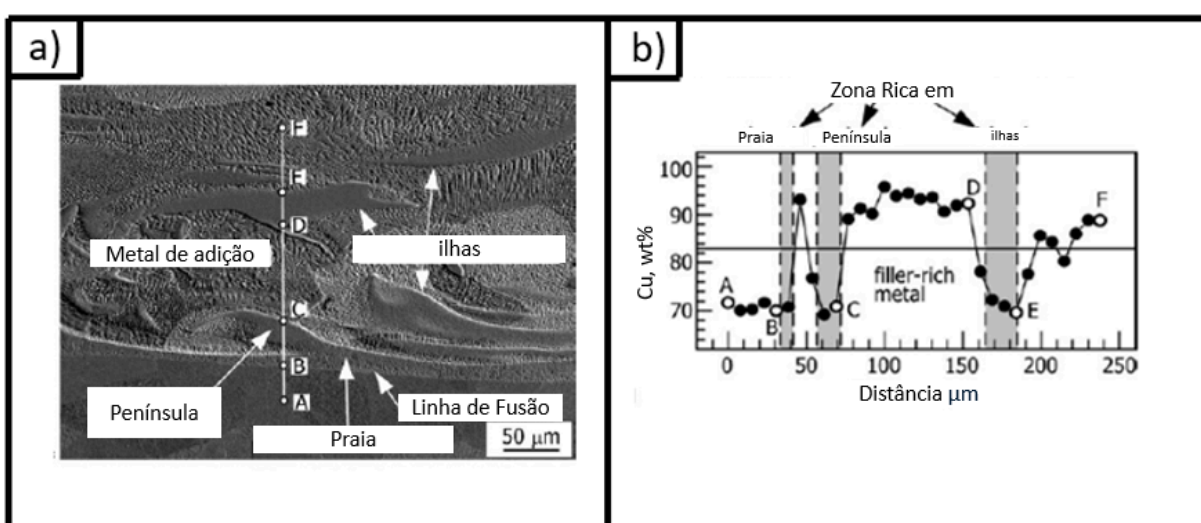 a)
F
E
D
Metal de adição
ilhas
C
B
A
Península
Linha de Fusão
Praia
50 µm
b)
Zona Rica em
Praia
Península
ilhas
100
90
80
70
Cu, wt%
A
B
C
D
E
F
filler-rich
metal
0
50
100
150
200
250
Distância µm